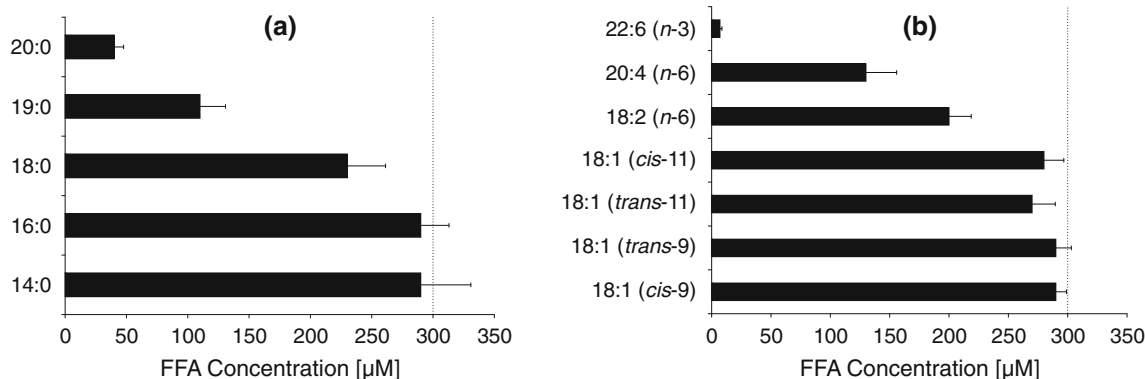 (a)
20:0
19:0
18:0
16:0
14:0
0 50 100 150 200 250 300 350
FFA Concentration [µM]
(b)
22:6 (n-3)
20:4 (n-6)
18:2 (n-6)
18:1 (cis-11)
18:1 (trans-11)
18:1 (trans-9)
18:1 (cis-9)
0 50 100 150 200 250 300 350
FFA Concentration [µM]